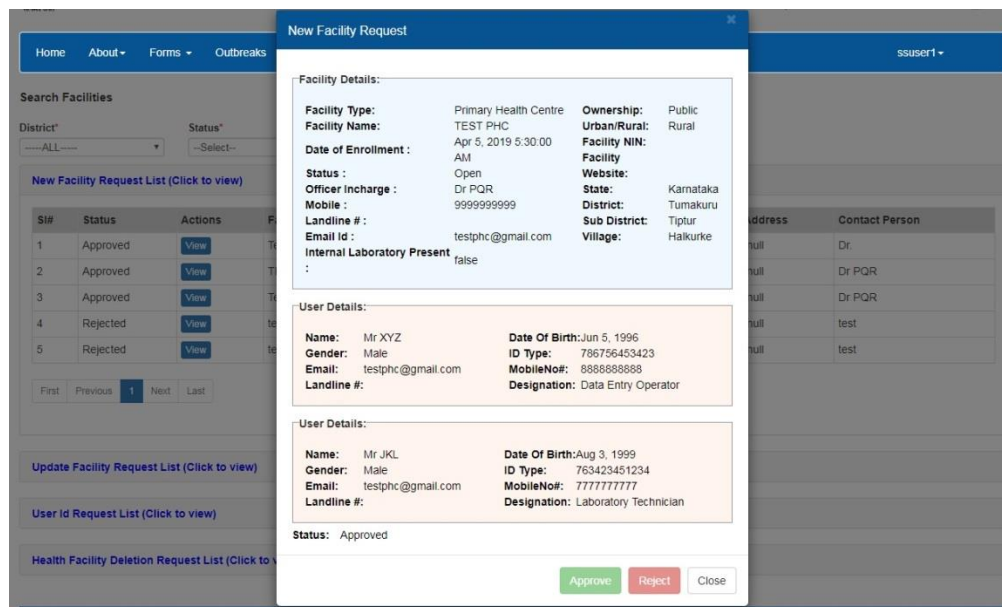 New Facility Request
Home About Forms Outbreaks ssuser1
Search Facilities
District* Status*
-----ALL----- --Select--
New Facility Request List (Click to view)
Sl# Status Actions Address Contact Person
1 Approved View null Dr.
2 Approved View null Dr PQR
3 Approved View null Dr PQR
4 Rejected View null test
5 Rejected View null test
First Previous 1 Next Last
Update Facility Request List (Click to view)
User Id Request List (Click to view)
Health Facility Deletion Request List (Click to
Facility Details:
Facility Type: Primary Health Centre Ownership: Public
Facility Name: TEST PHC Urban/Rural: Rural
Date of Enrollment : Apr 5, 2019 5:30:00 AM Facility NIN:
Facility Website:
Status : Open
Officer Incharge : Dr PQR State: Karnataka
Mobile : 9999999999 District: Tumakuru
Landline # : Sub District: Tiptur
Email Id : testphc@gmail.com Village: Halkurke
Internal Laboratory Present : false
User Details:
Name: Mr XYZ Date Of Birth:Jun 5, 1996
Gender: Male ID Type: 786756453423
Email: testphc@gmail.com MobileNo#: 8888888888
Landline #: Designation: Data Entry Operator
User Details:
Name: Mr JKL Date Of Birth:Aug 3, 1999
Gender: Male ID Type: 763423451234
Email: testphc@gmail.com MobileNo#: 7777777777
Landline #: Designation: Laboratory Technician
Status: Approved
Approve Reject Close